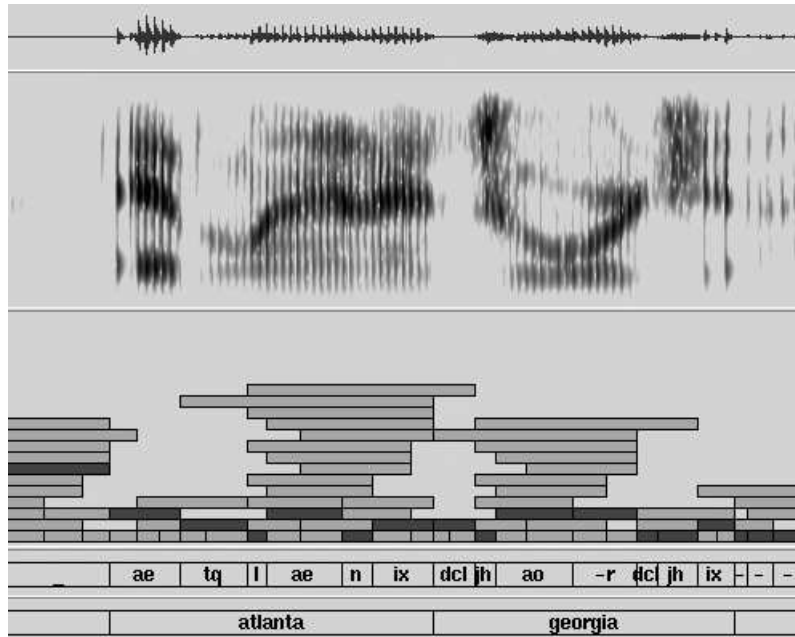 _ ae tq l ae n ix dcl jh ao -r dcl jh ix - - -
atlanta georgia